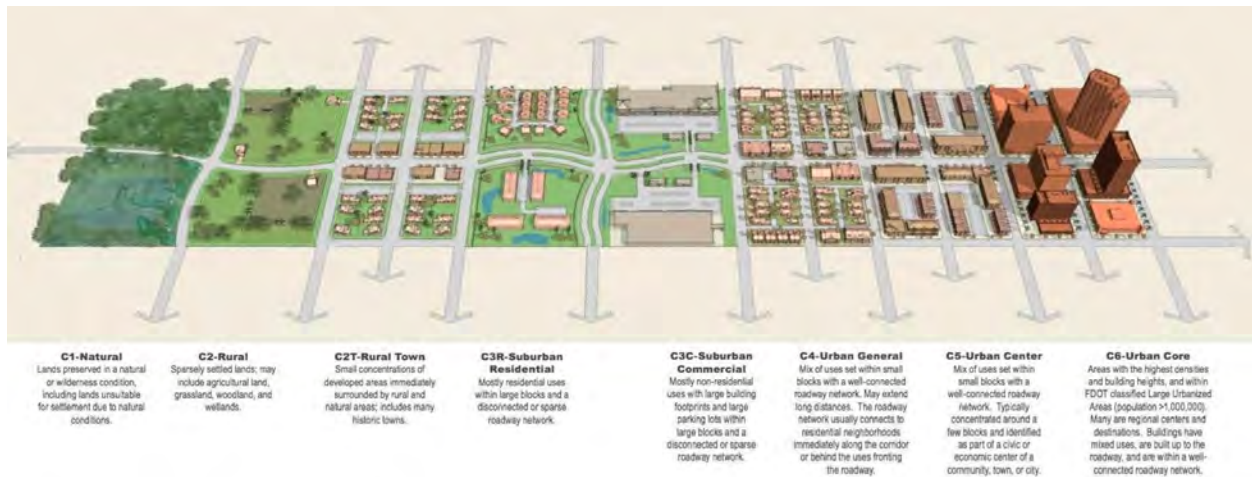 C1-Natural
Lands preserved in a natural
or wilderness condition,
including lands unsuitable
for settlement due to natural
conditions.
C2-Rural
Sparsely settled lands; may
include agricultural land,
grassland, woodland, and
wetlands.
C2T-Rural Town
Small concentrations of
developed areas immediately
surrounded by rural and
natural areas; includes many
historic towns.
C3R-Suburban
Residential
Mostly residential uses
within large blocks and a
disconnected or sparse
roadway network.
C3C-Suburban
Commercial
Mostly non-residential
uses with large building
footprints and large
parking lots within
large blocks and a
disconnected or sparse
roadway network.
C4-Urban General
Mix of uses set within small
blocks with a well-connected
roadway network. May extend
long distances. The roadway
network usually connects to
residential neighborhoods
immediately along the corridor
or behind the uses fronting
the roadway.
C5-Urban Center
Mix of uses set within
small blocks with a
well-connected roadway
network. Typically
concentrated around a
few blocks and identified
as part of a civic or
economic center of a
community, town, or city.
C6-Urban Core
Areas with the highest densities
and building heights, and within
FDOT classified Large Urbanized
Areas (population >1,000,000).
Many are regional centers and
destinations. Buildings have
mixed uses, are built up to the
roadway, and are within a well-
connected roadway network.